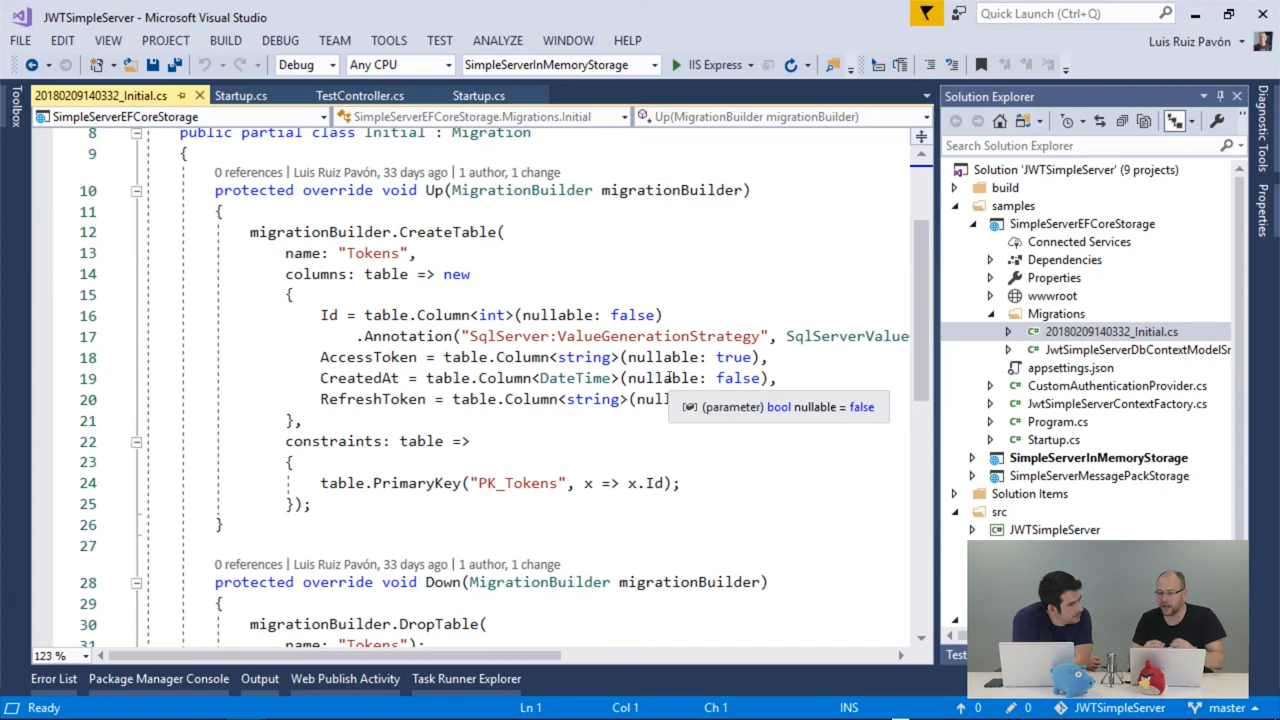 JWTSimpleServer - Microsoft Visual Studio
Quick Launch (Ctrl+Q)
FILE EDIT VIEW PROJECT BUILD DEBUG TEAM TOOLS TEST ANALYZE WINDOW HELP
Luis Ruiz Pavón
Debug Any CPU SimpleServerInMemoryStorage IIS Express
Toolbox
20180209140332_Initial.cs Startup.cs TestController.cs Startup.cs
SimpleServerEFCoreStorage SimpleServerEFCoreStorage.Migrations.Initial Up(MigrationBuilder migrationBuilder)
8 public partial class Initial : Migration
9 {
0 references | Luis Ruiz Pavón, 33 days ago | 1 author, 1 change
10 protected override void Up(MigrationBuilder migrationBuilder)
11 {
12 migrationBuilder.CreateTable(
13 name: "Tokens",
14 columns: table => new
15 {
16 Id = table.Column<int>(nullable: false)
17 .Annotation("SqlServer:ValueGenerationStrategy", SqlServerValue
18 AccessToken = table.Column<string>(nullable: true),
19 CreatedAt = table.Column<DateTime>(nullable: false),
20 RefreshToken = table.Column<string>(null
(parameter) bool nullable = false
21 },
22 constraints: table =>
23 {
24 table.PrimaryKey("PK_Tokens", x => x.Id);
25 });
26 }
27
0 references | Luis Ruiz Pavón, 33 days ago | 1 author, 1 change
28 protected override void Down(MigrationBuilder migrationBuilder)
29 {
30 migrationBuilder.DropTable(
31 name: "Tokens");
123 %
Error List Package Manager Console Output Web Publish Activity Task Runner Explorer
Solution Explorer
Search Solution Explorer
Solution 'JWTSimpleServer' (9 projects)
build
samples
SimpleServerEFCoreStorage
Connected Services
Dependencies
Properties
wwwroot
Migrations
20180209140332_Initial.cs
JwtSimpleServerDbContextModelSr
appsettings.json
CustomAuthenticationProvider.cs
JwtSimpleServerContextFactory.cs
Program.cs
Startup.cs
SimpleServerInMemoryStorage
SimpleServerMessagePackStorage
Solution Items
src
JWTSimpleServer
Test
Diagnostic Tools
Properties
Ready Ln 1 Col 1 Ch 1 INS 0 0 JWTSimpleServer master